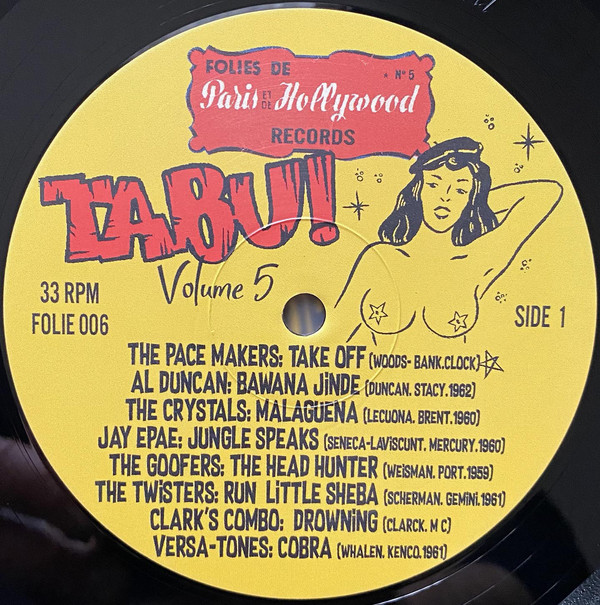 FOLIES DE * Nº 5
Paris ET DE Hollywood
RECORDS
TABU!
Volume 5
33 RPM
FOLIE 006
SIDE 1
THE PACE MAKERS: TAKE OFF (WOODS- BANK.CLOCK)
AL DUNCAN: BAWANA JiNDE (DUNCAN. STACY.1962)
THE CRYSTALS: MALAGUENA (LECUONA. BRENT.1960)
JAY EPAE: JUNGLE SPEAKS (SENECA-LAVISCUNT. MERCURY.1960)
THE GOOFERS: THE HEAD HUNTER (WEISMAN. PORT.1959)
THE TWiSTERS: RUN LiTTLE SHEBA (SCHERMAN. GEMiNi.1961)
CLARK'S COMBO: DROWNiNG (CLARCK. M C)
VERSA-TONES: COBRA (WHALEN. KENCO.1961)